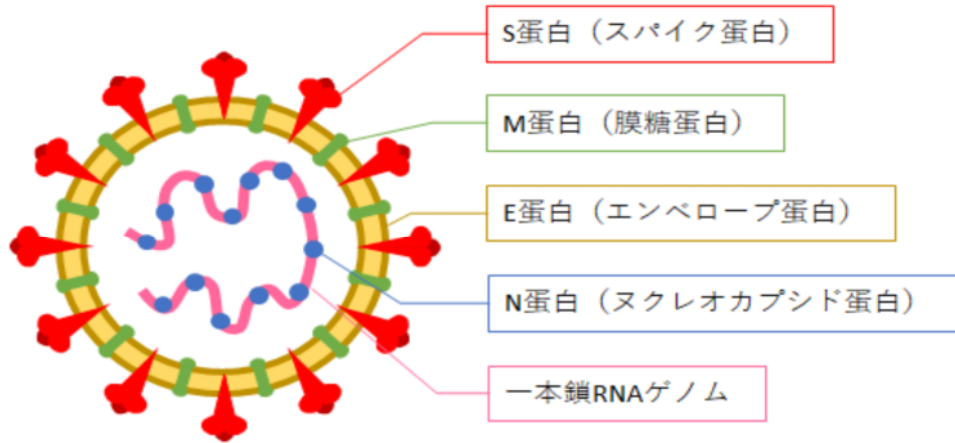 S蛋白（スパイク蛋白）
M蛋白（膜糖蛋白）
E蛋白（エンベロープ蛋白）
N蛋白（ヌクレオカプシド蛋白）
一本鎖RNAゲノム